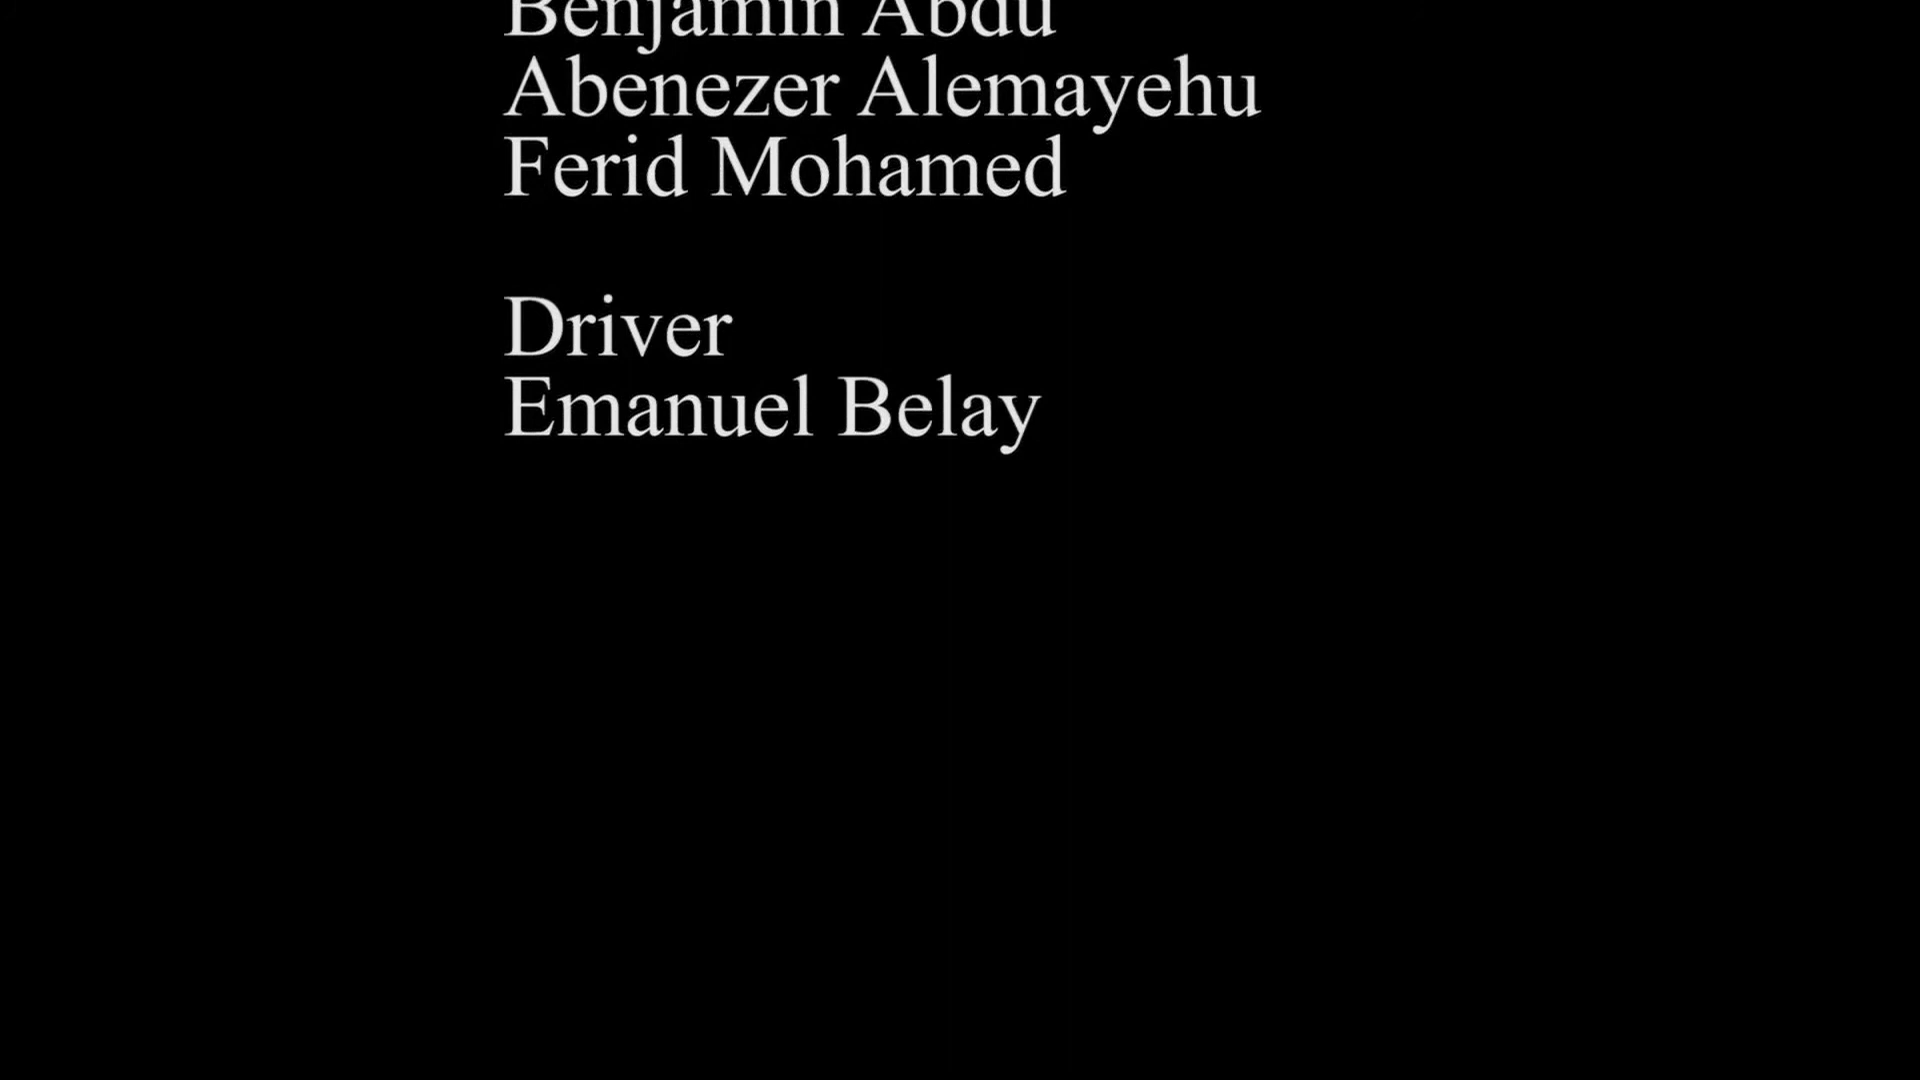 Benjamin Abdu
Abenezer Alemayehu
Ferid Mohamed
Driver
Emanuel Belay